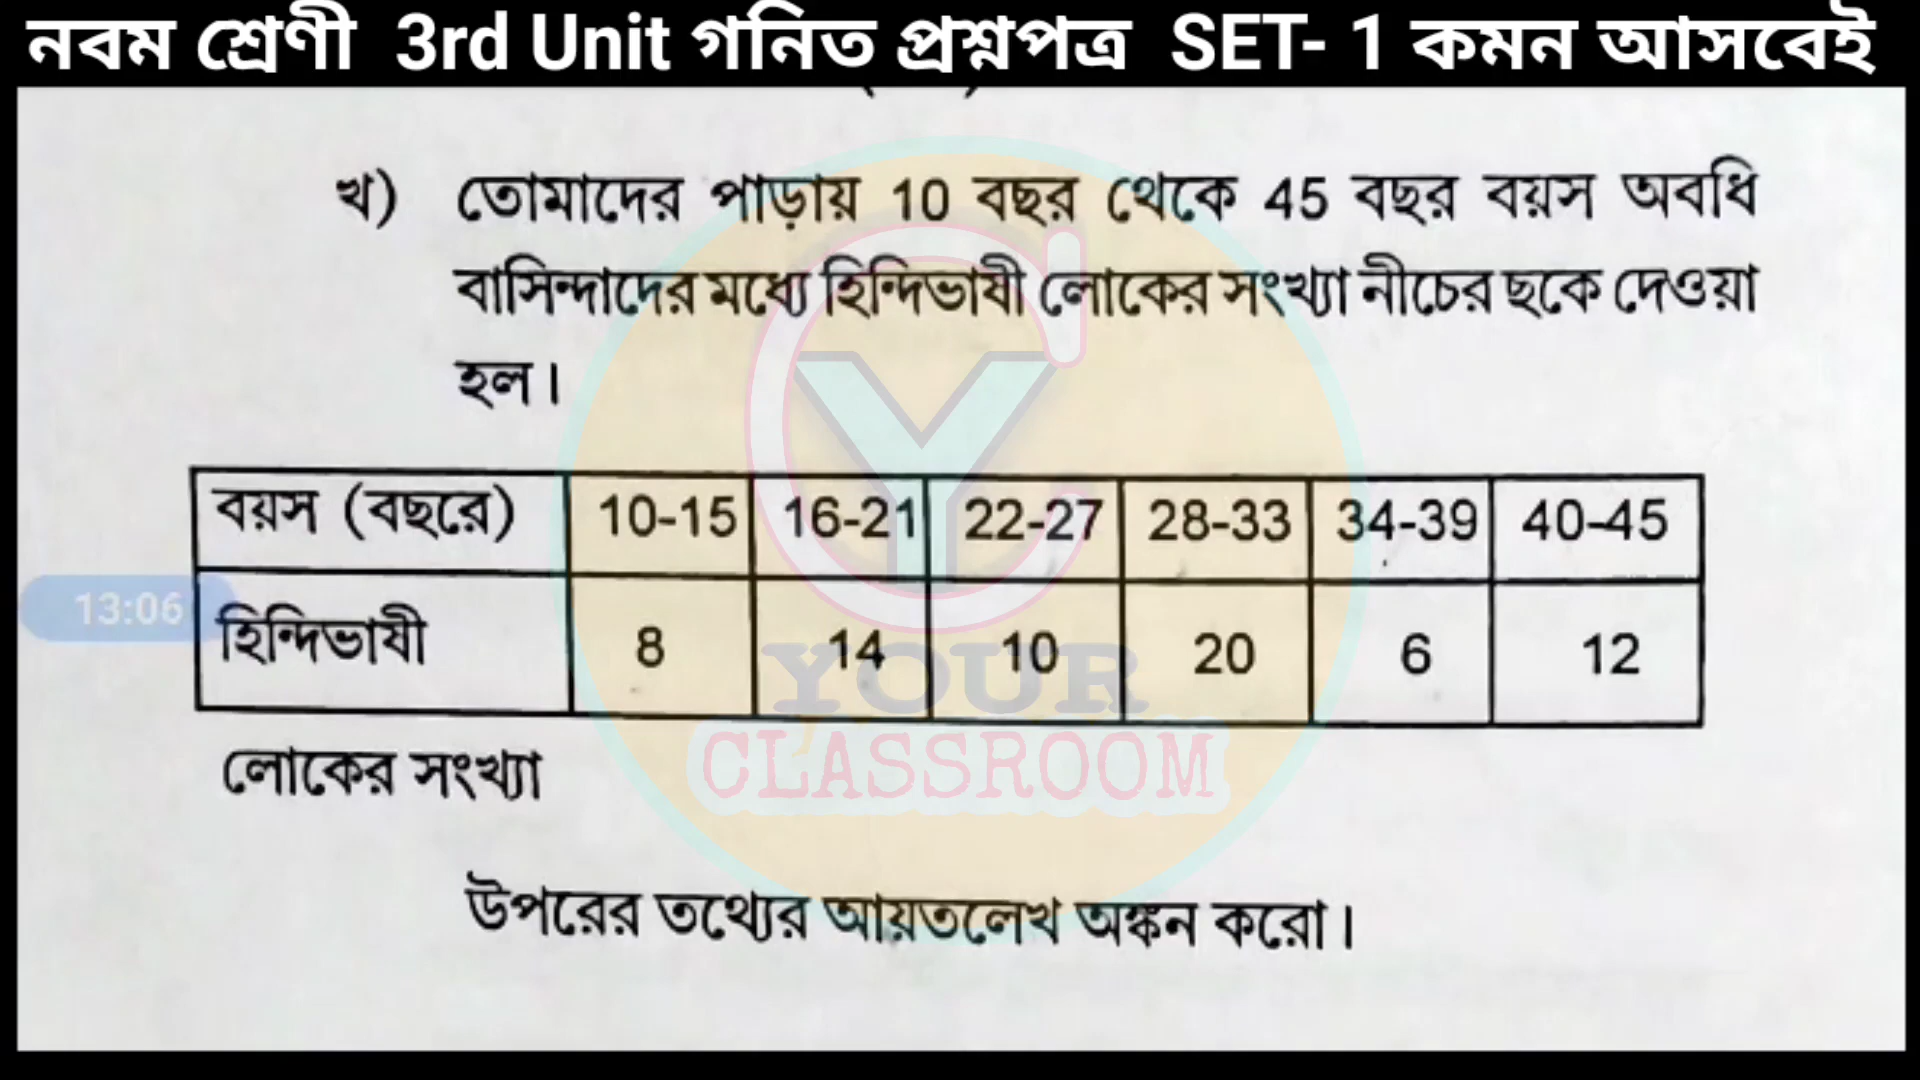 নবম শ্রেণী 3rd Unit গনিত প্রশ্নপত্র SET- 1 কমন আসবেই
খ) তোমাদের পাড়ায় 10 বছর থেকে 45 বছর বয়স অবধি
বাসিন্দাদের মধ্যে হিন্দিভাষী লোকের সংখ্যা নীচের ছকে দেওয়া
হল।
বয়স (বছরে) 10-15 16-21 22-27 28-33 34-39 40-45
13:06
হিন্দিভাষী 8 14 10 20 6 12
YOUR
CLASSROOM
লোকের সংখ্যা
উপরের তথ্যের আয়তলেখ অঙ্কন করো।